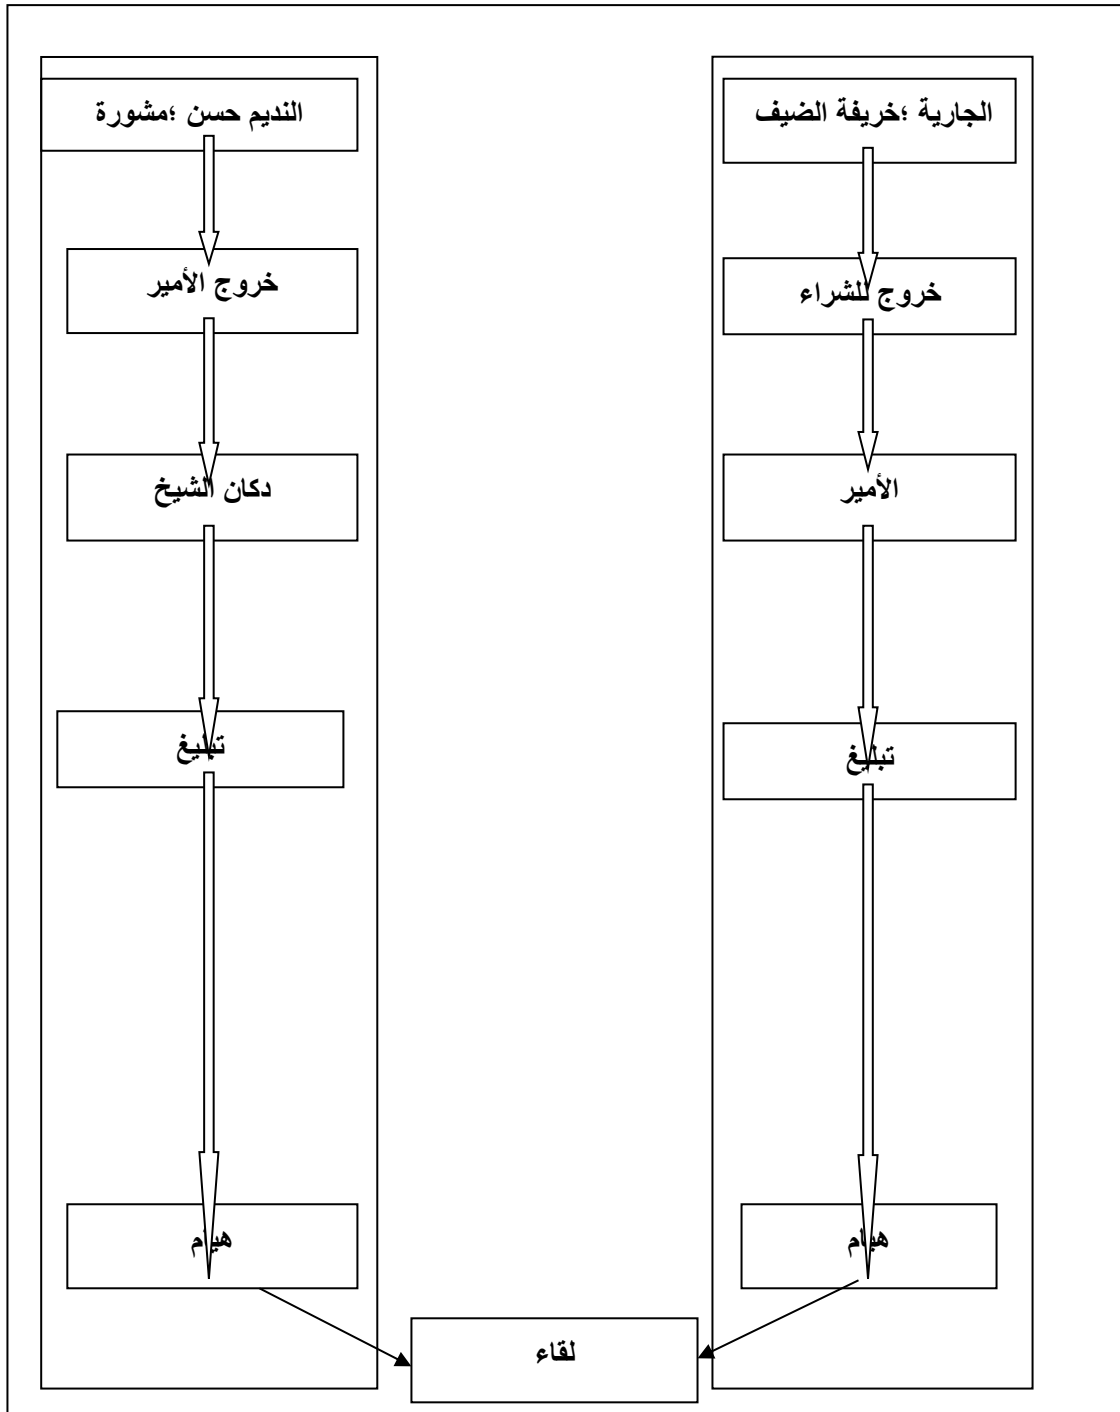 الجارية ؛خريفة الضيف
خروج للشراء
الأمير
تبليغ
هيام
النديم حسن ؛مشورة
خروج الأمير
دكان الشيخ
تبليغ
هيام
لقاء